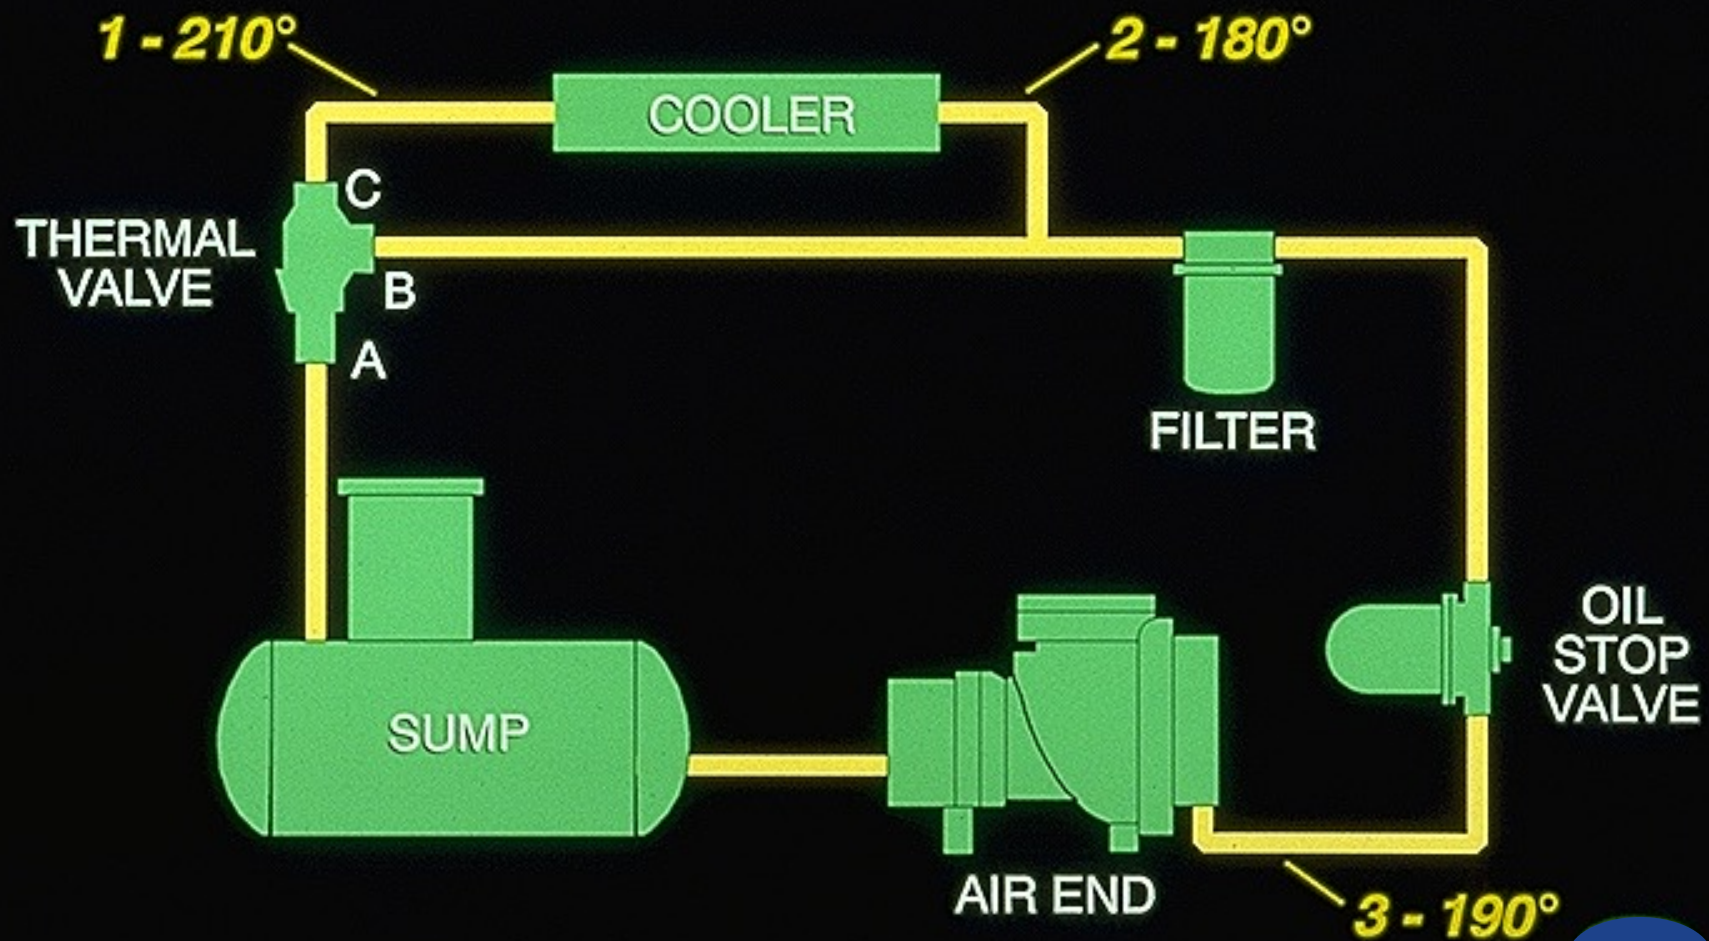 1 - 210°
2 - 180°
COOLER
C
THERMAL
VALVE
B
A
FILTER
OIL
STOP
VALVE
SUMP
AIR END
3 - 190°